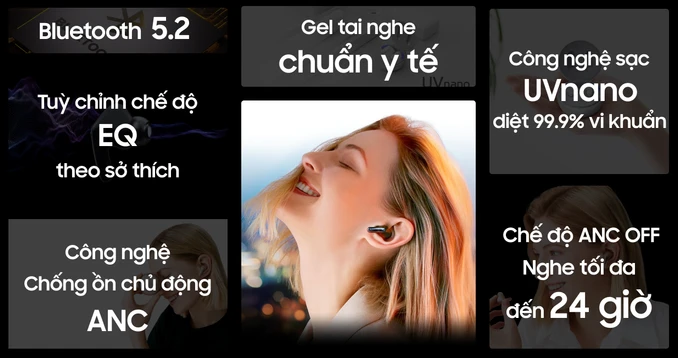 Bluetooth 5.2
Tuỳ chỉnh chế độ
EQ
theo sở thích
Công nghệ
Chống ồn chủ động
ANC
Gel tai nghe
chuẩn y tế
UVnano
Công nghệ sạc
UVnano
diệt 99.9% vi khuẩn
Chế độ ANC OFF
Nghe tối đa
đến 24 giờ